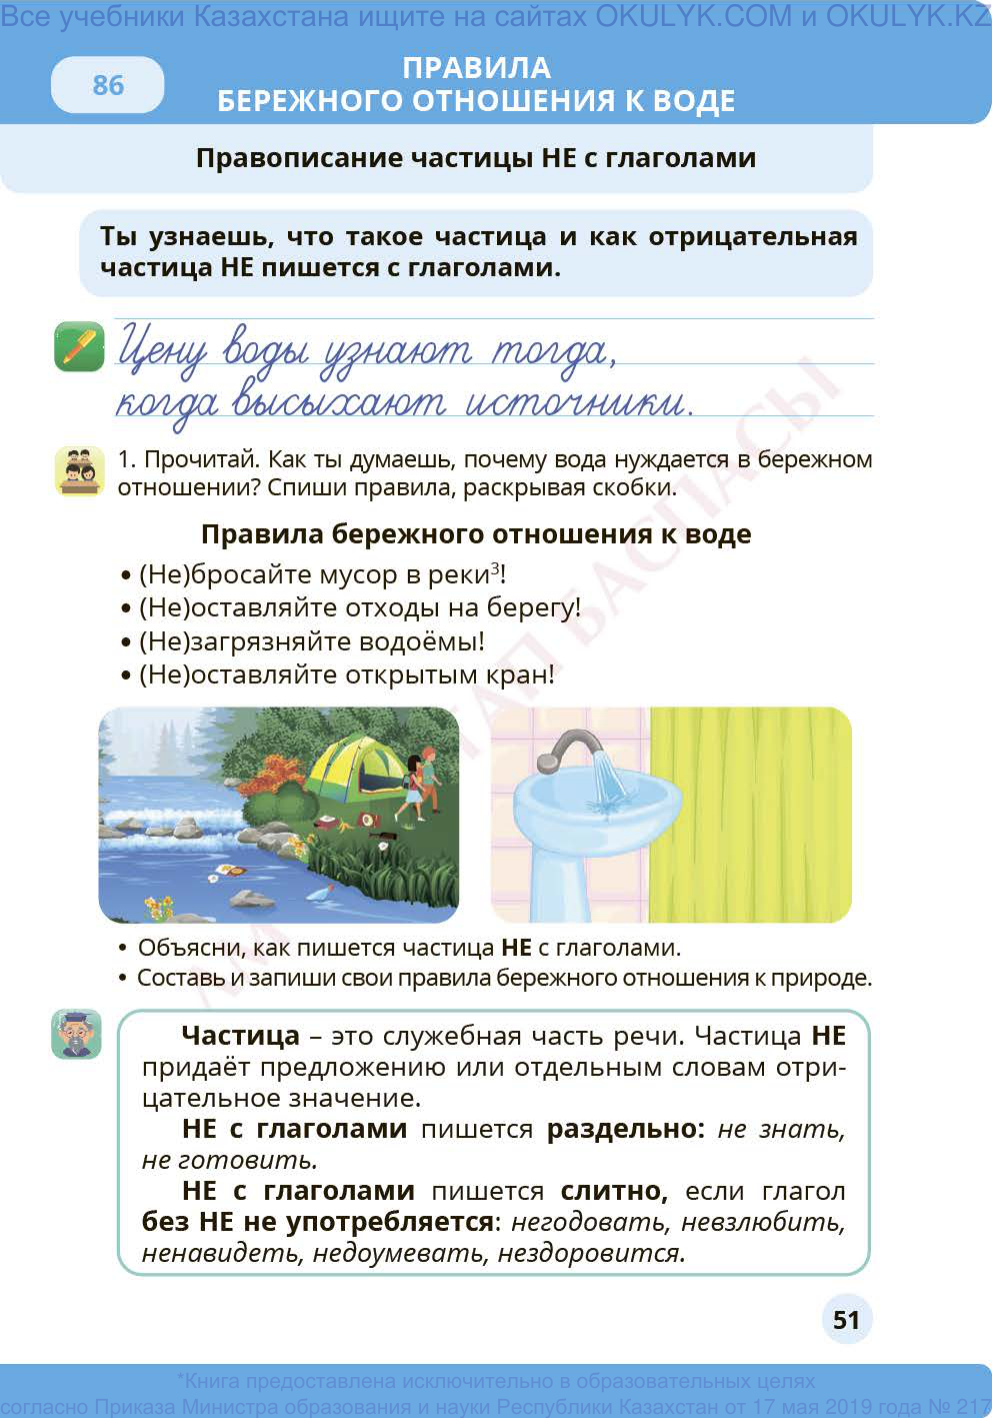 Все учебники Казахстана ищите на сайтах OKULYK.COM и OKULYK.KZ
86
ПРАВИЛА
БЕРЕЖНОГО ОТНОШЕНИЯ К ВОДЕ
Правописание частицы НЕ с глаголами
Ты узнаешь, что такое частица и как отрицательная
частица НЕ пишется с глаголами.
Цену воды узнают тогда,
когда высыхают источники.
1. Прочитай. Как ты думаешь, почему вода нуждается в бережном
отношении? Спиши правила, раскрывая скобки.
Правила бережного отношения к воде
• (Не)бросайте мусор в реки³!
• (Не)оставляйте отходы на берегу!
• (Не)загрязняйте водоёмы!
• (Не)оставляйте открытым кран!
• Объясни, как пишется частица НЕ с глаголами.
• Составь и запиши свои правила бережного отношения к природе.
Частица – это служебная часть речи. Частица НЕ
придаёт предложению или отдельным словам отри-
цательное значение.
НЕ с глаголами пишется раздельно: не знать,
не готовить.
НЕ с глаголами пишется слитно, если глагол
без НЕ не употребляется: негодовать, невзлюбить,
ненавидеть, недоумевать, нездоровится.
51
*Книга предоставлена исключительно в образовательных целях
согласно Приказа Министра образования и науки Республики Казахстан от 17 мая 2019 года № 217